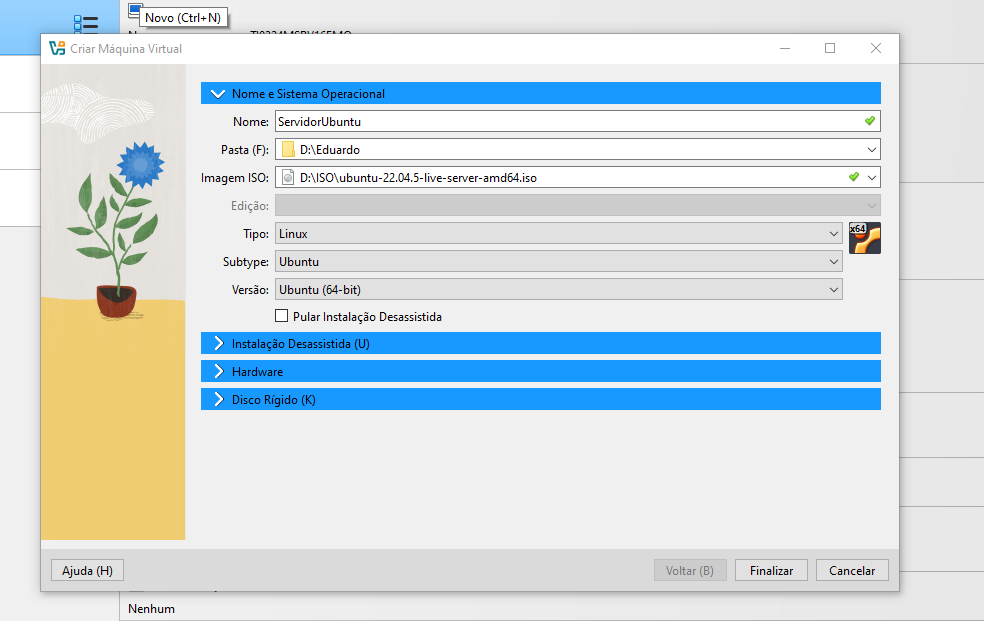 Novo (Ctrl+N)
Criar Máquina Virtual
Nome e Sistema Operacional
Nome: ServidorUbuntu
Pasta (F): D:\Eduardo
Imagem ISO: D:\ISO\ubuntu-22.04.5-live-server-amd64.iso
Edição:
Tipo: Linux
x64
Subtype: Ubuntu
Versão: Ubuntu (64-bit)
Pular Instalação Desassistida
Instalação Desassistida (U)
Hardware
Disco Rígido (K)
Ajuda (H) Voltar (B) Finalizar Cancelar
Nenhum